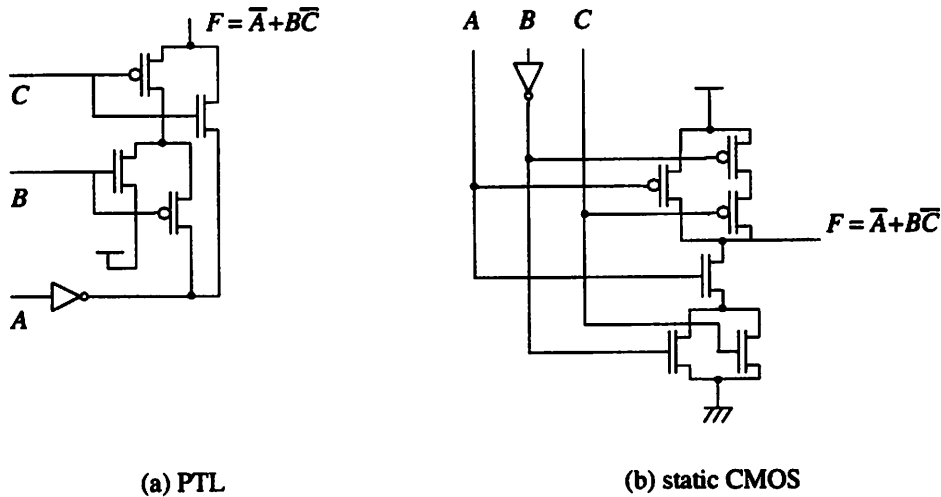 F = A̅ + BC̅
C
B
A
(a) PTL
A B C
F = A̅ + BC̅
(b) static CMOS